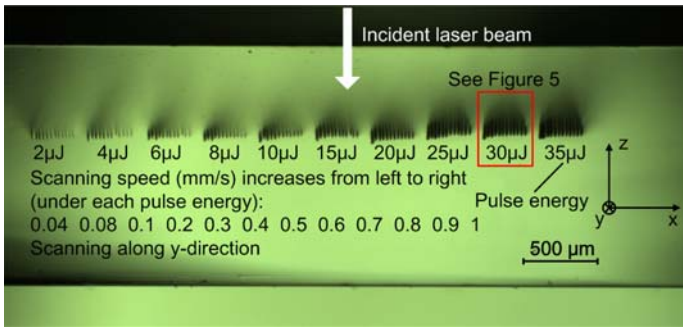 Incident laser beam
See Figure 5
2μJ 4μJ 6μJ 8μJ 10μJ 15μJ 20μJ 25μJ 30μJ 35μJ
Scanning speed (mm/s) increases from left to right
(under each pulse energy):
0.04 0.08 0.1 0.2 0.3 0.4 0.5 0.6 0.7 0.8 0.9 1
Scanning along y-direction
Pulse energy
z
y
x
500 μm